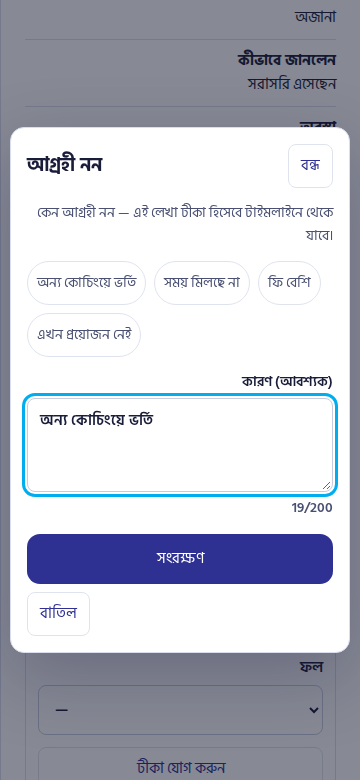 অজানা
কীভাবে জানলেন
সরাসরি এসেছেন
আগ্রহী নন
বন্ধ
কেন আগ্রহী নন — এই লেখা টীকা হিসেবে টাইমলাইনে থেকে
যাবে।
অন্য কোচিংয়ে ভর্তি
সময় মিলছে না
ফি বেশি
এখন প্রয়োজন নেই
কারণ (আবশ্যক)
অন্য কোচিংয়ে ভর্তি
19/200
সংরক্ষণ
বাতিল
ফল
—
টীকা যোগ করুন